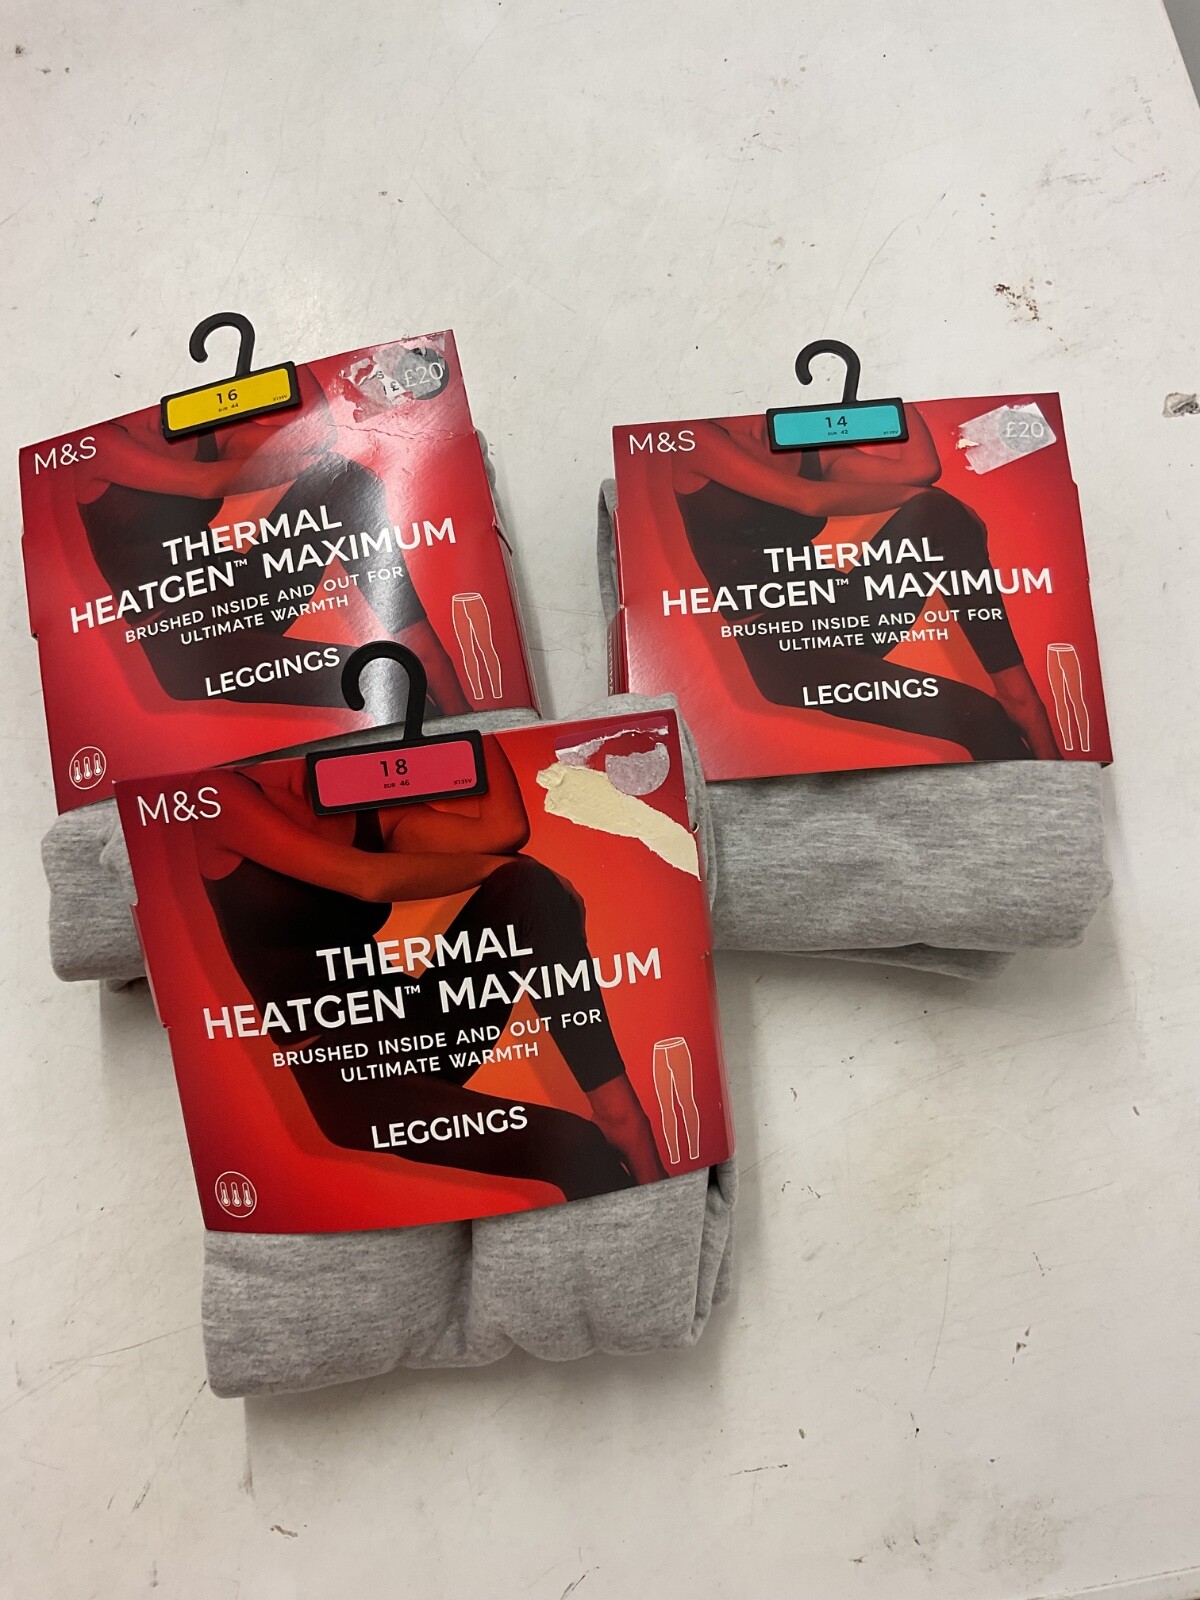 16
EUR 44
£20
M&S
THERMAL
HEATGEN™ MAXIMUM
BRUSHED INSIDE AND OUT FOR
ULTIMATE WARMTH
LEGGINGS
14
EUR 42
£20
M&S
THERMAL
HEATGEN™ MAXIMUM
BRUSHED INSIDE AND OUT FOR
ULTIMATE WARMTH
LEGGINGS
18
EUR 46
M&S
THERMAL
HEATGEN™ MAXIMUM
BRUSHED INSIDE AND OUT FOR
ULTIMATE WARMTH
LEGGINGS